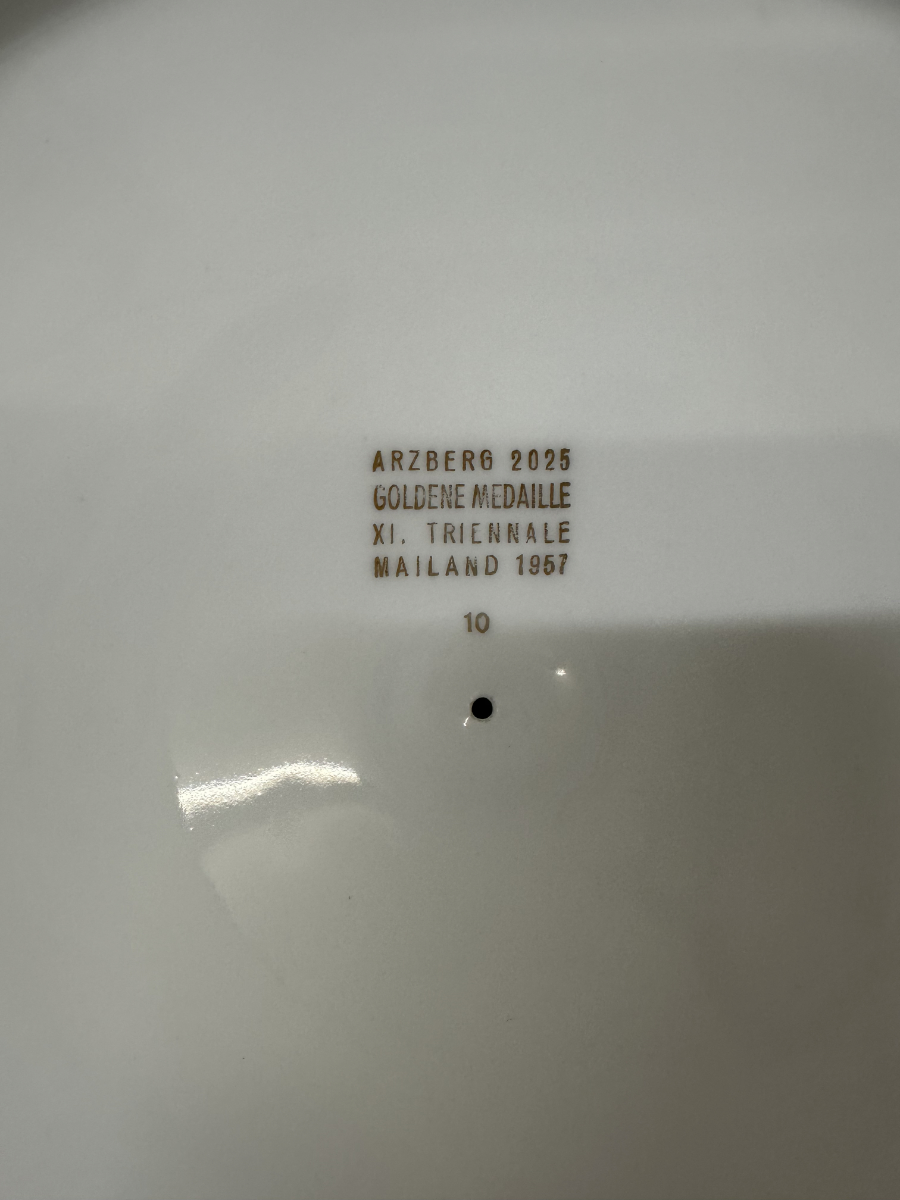 ARZBERG 2025
GOLDENE MEDAILLE
XI. TRIENNALE
MAILAND 1957
10